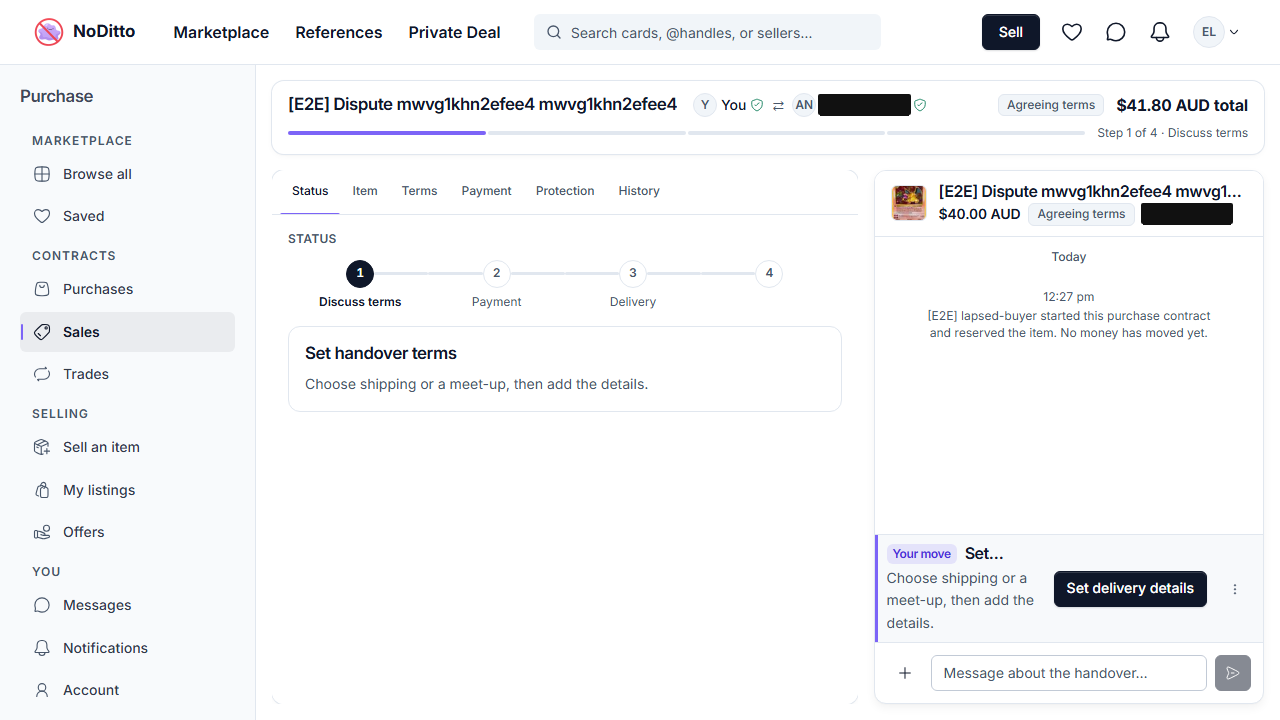 NoDitto
Marketplace
References
Private Deal
Search cards, @handles, or sellers...
Sell
EL
Purchase
MARKETPLACE
Browse all
Saved
CONTRACTS
Purchases
Sales
Trades
SELLING
Sell an item
My listings
Offers
YOU
Messages
Notifications
Account
[E2E] Dispute mwvg1khn2efee4 mwvg1khn2efee4
Y You
AN
Agreeing terms
$41.80 AUD total
Step 1 of 4 · Discuss terms
Status
Item
Terms
Payment
Protection
History
STATUS
1
2
3
4
Discuss terms
Payment
Delivery
Set handover terms
Choose shipping or a meet-up, then add the details.
[E2E] Dispute mwvg1khn2efee4 mwvg1...
$40.00 AUD
Agreeing terms
Today
12:27 pm
[E2E] lapsed-buyer started this purchase contract
and reserved the item. No money has moved yet.
Your move
Set...
Choose shipping or a
meet-up, then add the
details.
Set delivery details
Message about the handover...